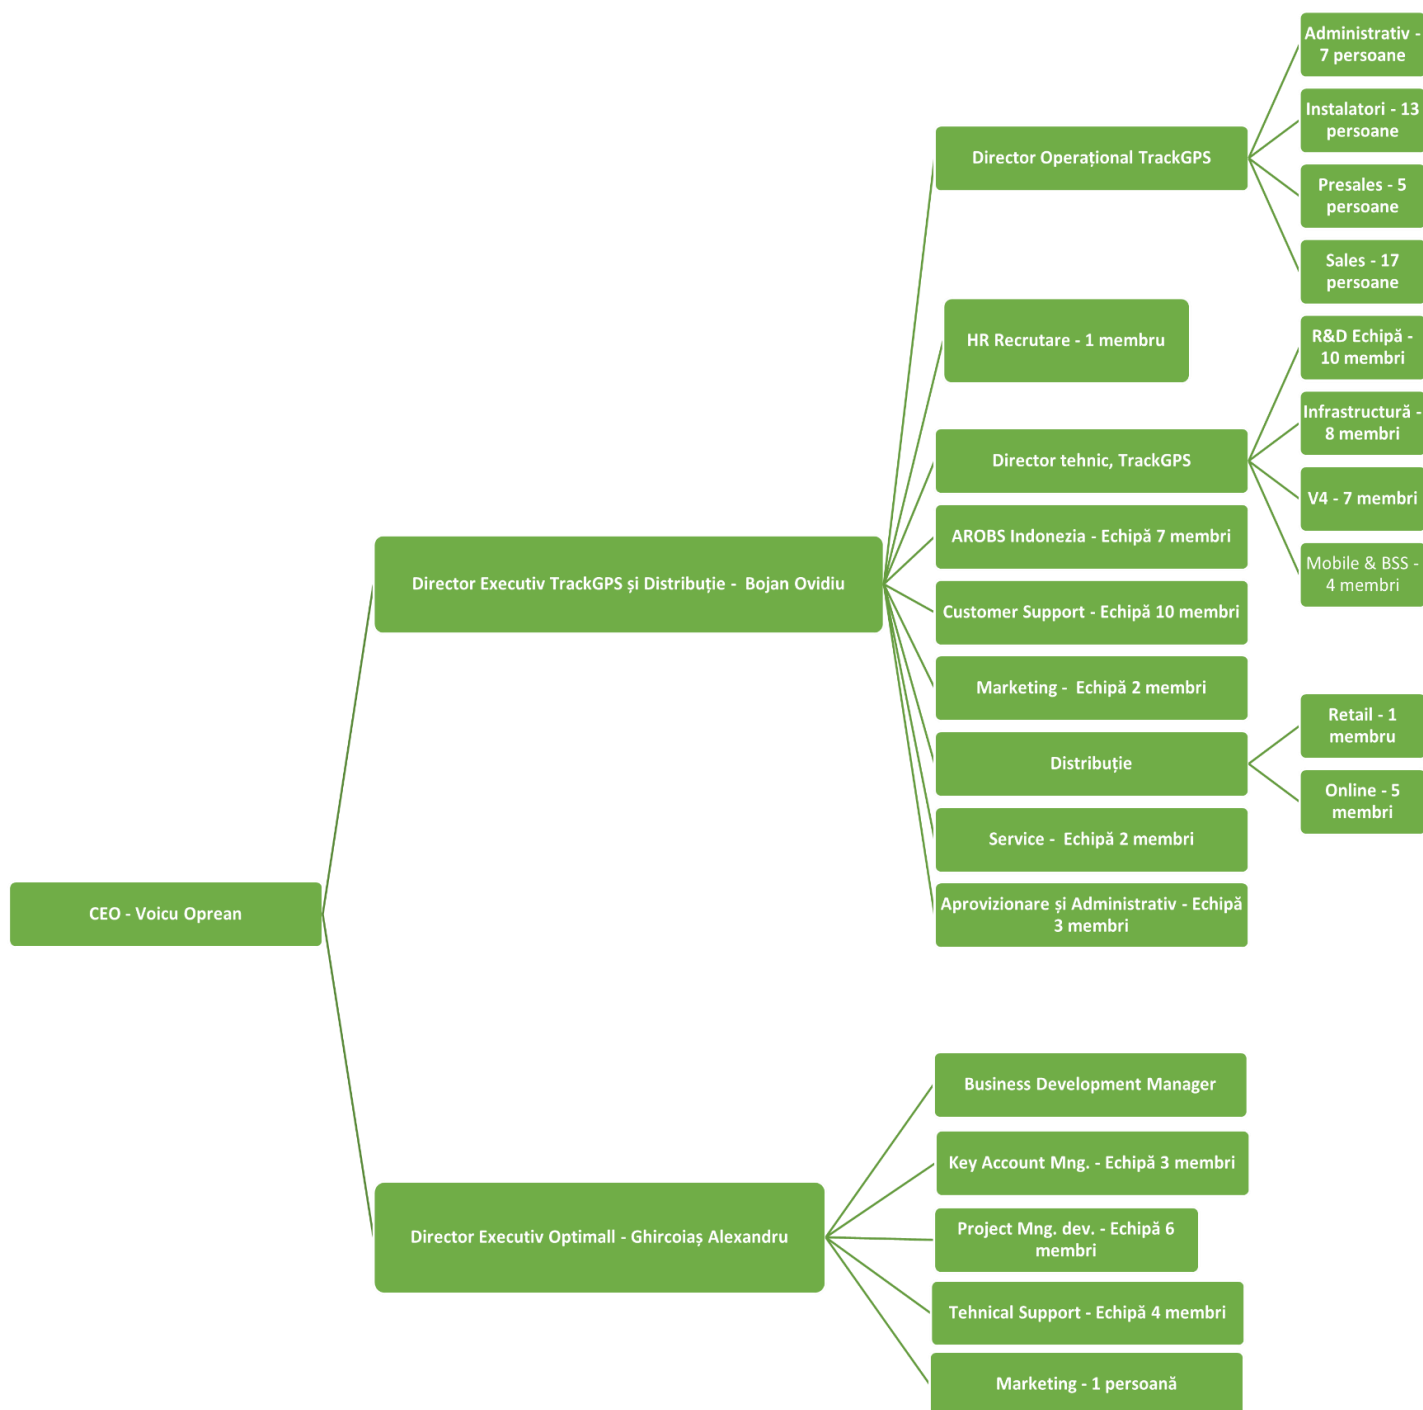 CEO - Voicu Oprean
Director Executiv TrackGPS și Distribuție -  Bojan Ovidiu
Director Operațional TrackGPS
Administrativ -
7 persoane
Instalatori - 13
persoane
Presales - 5
persoane
Sales - 17
persoane
HR Recrutare - 1 membru
Director tehnic, TrackGPS
R&D Echipă -
10 membri
Infrastructură -
8 membri
V4 - 7 membri
Mobile & BSS -
4 membri
AROBS Indonezia - Echipă 7 membri
Customer Support - Echipă 10 membri
Marketing -  Echipă 2 membri
Distribuție
Retail - 1
membru
Online - 5
membri
Service -  Echipă 2 membri
Aprovizionare și Administrativ - Echipă
3 membri
Director Executiv Optimall - Ghircoiaș Alexandru
Business Development Manager
Key Account Mng. - Echipă 3 membri
Project Mng. dev. - Echipă 6
membri
Tehnical Support - Echipă 4 membri
Marketing - 1 persoană